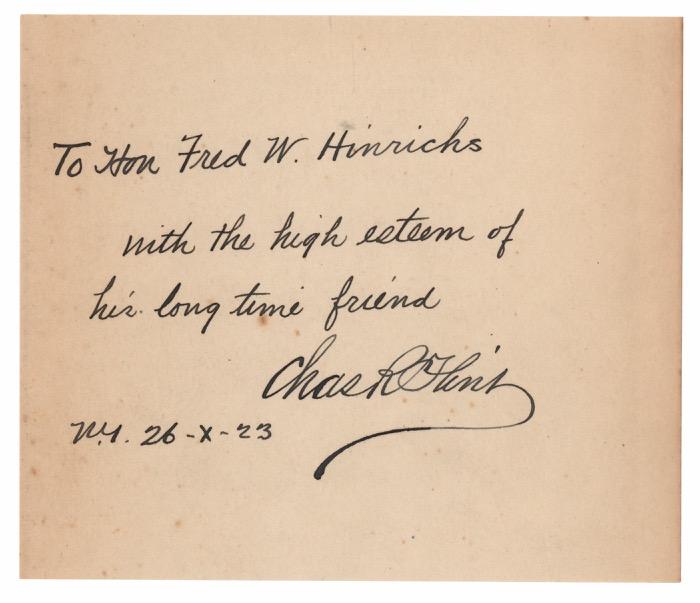 To Hon Fred W. Hinrichs
with the high esteem of
his long time friend
Chas R Flint
N.Y. 26-X-23